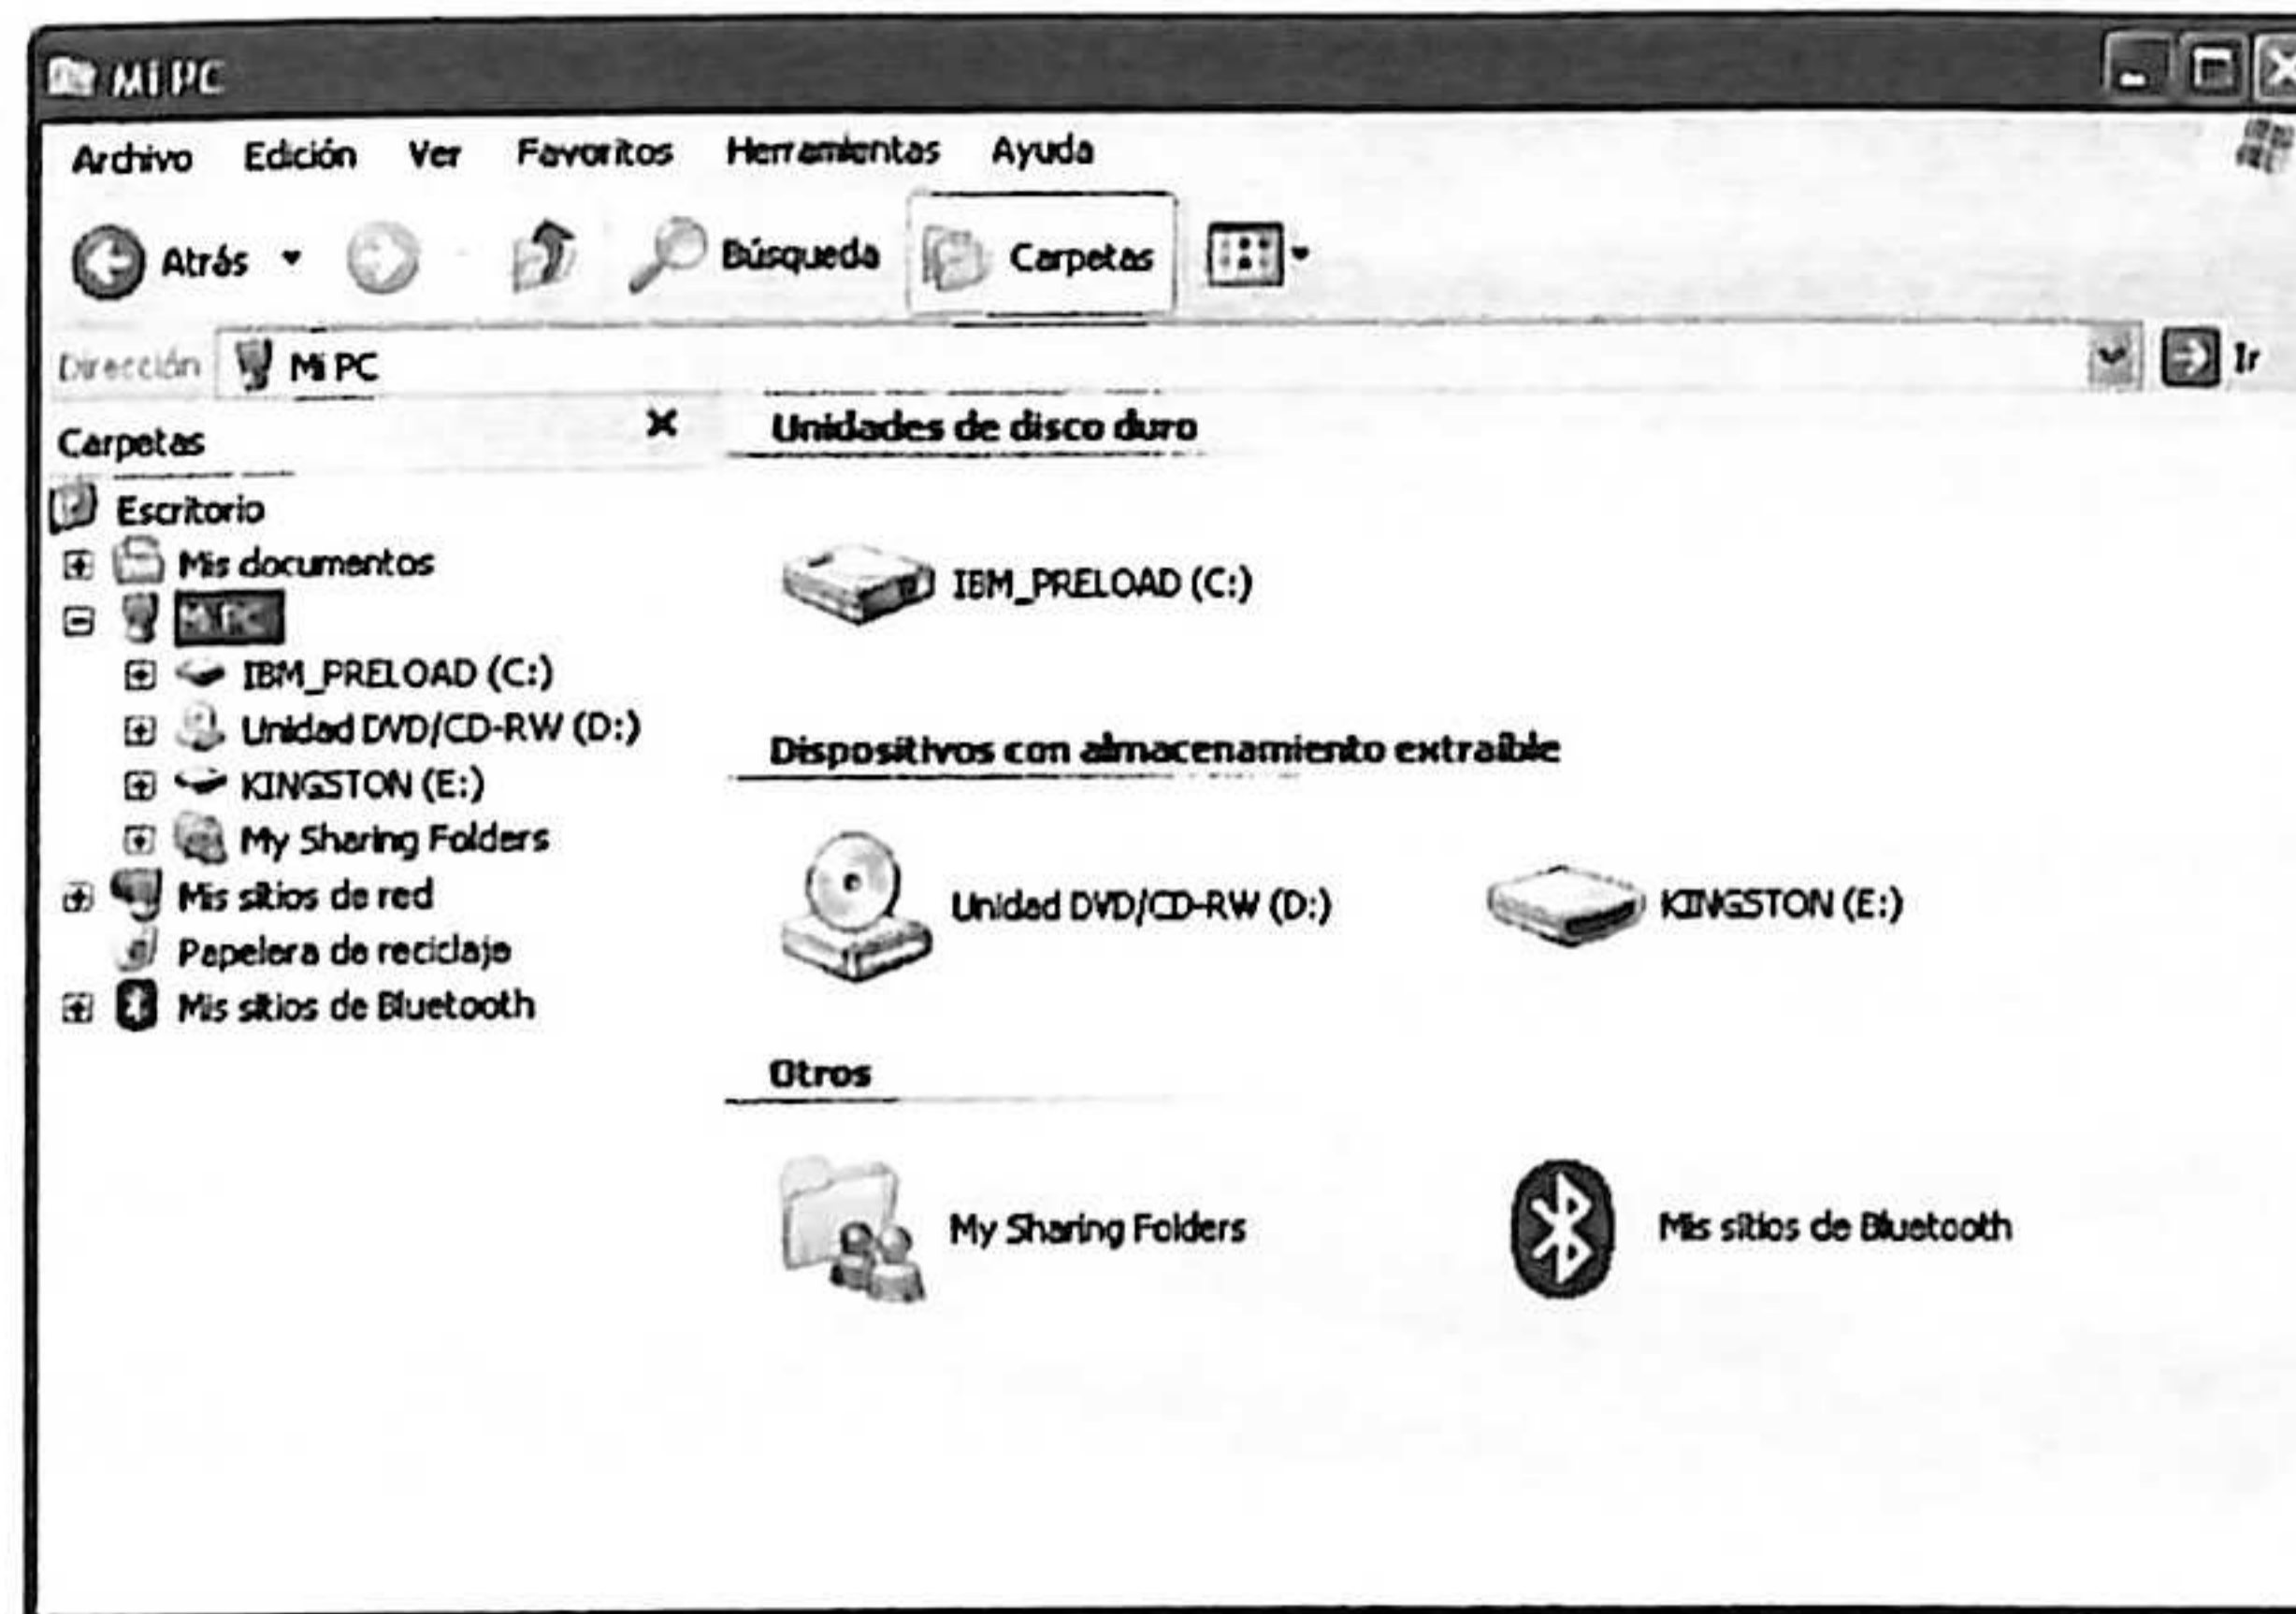 Mi PC
Archivo Edición Ver Favoritos Herramientas Ayuda
Atrás Búsqueda Carpetas
Dirección Mi PC Ir
Carpetas
Escritorio
Mis documentos
Mi PC
IBM_PRELOAD (C:)
Unidad DVD/CD-RW (D:)
KINGSTON (E:)
My Sharing Folders
Mis sitios de red
Papelera de reciclaje
Mis sitios de Bluetooth
Unidades de disco duro
IBM_PRELOAD (C:)
Dispositivos con almacenamiento extraíble
Unidad DVD/CD-RW (D:) KINGSTON (E:)
Otros
My Sharing Folders Mis sitios de Bluetooth